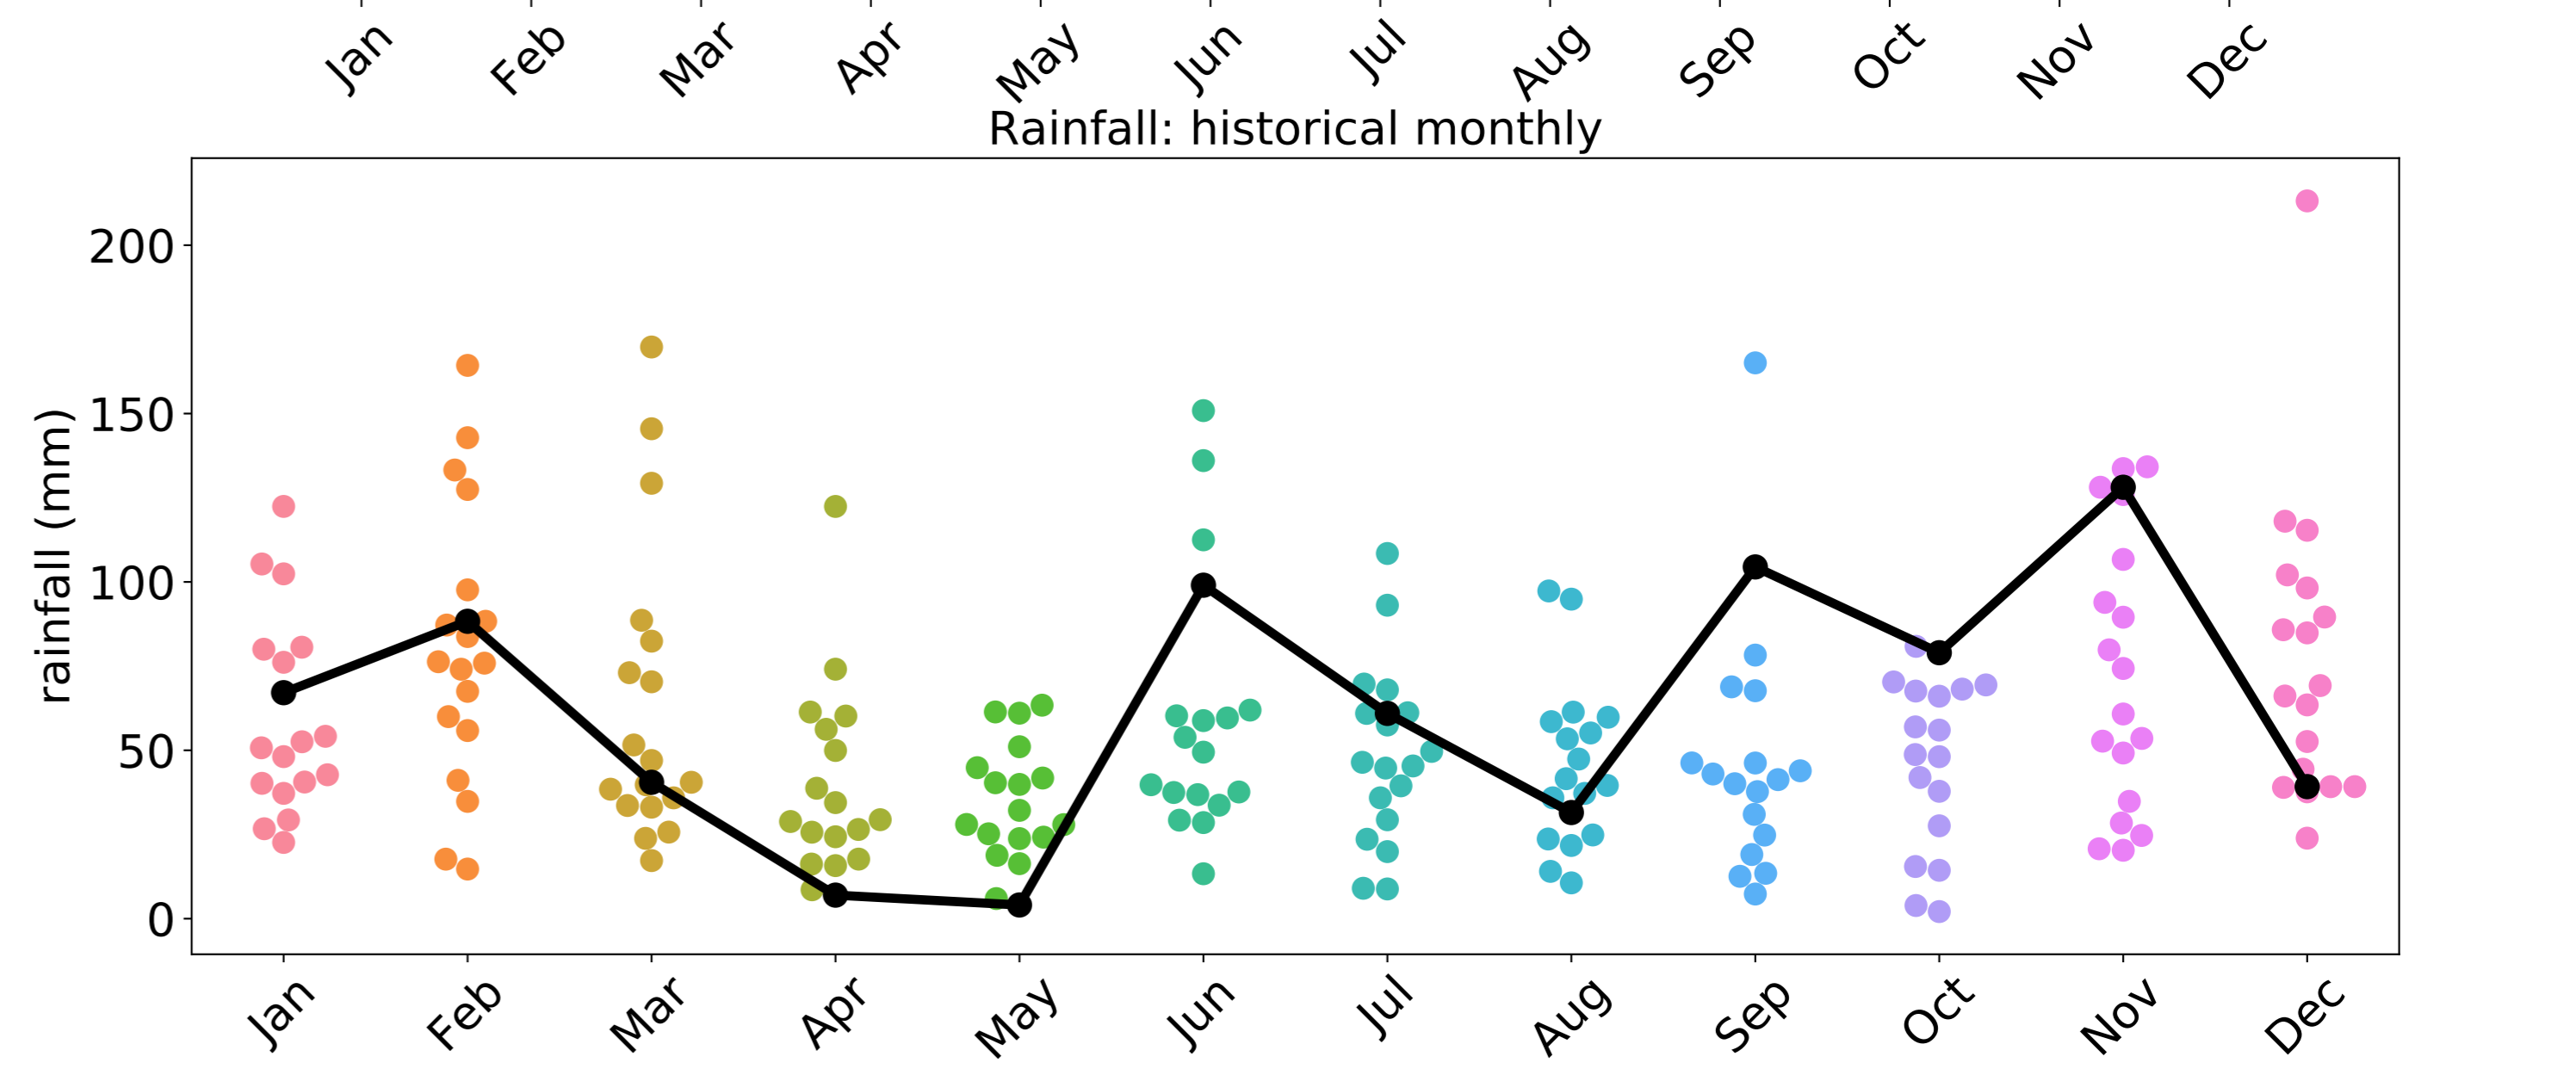 Jan Feb Mar Apr May Jun Jul Aug Sep Oct Nov Dec
Rainfall: historical monthly
rainfall (mm)
200
150
100
50
0
Jan Feb Mar Apr May Jun Jul Aug Sep Oct Nov Dec